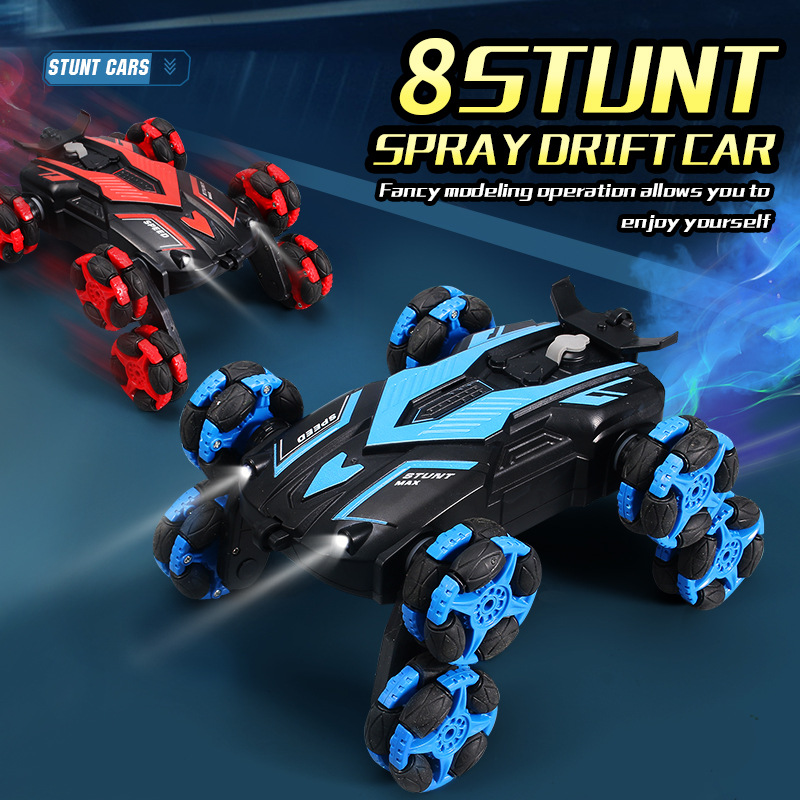 STUNT CARS
8STUNT
SPRAY DRIFT CAR
Fancy modeling operation allows you to
enjoy yourself
SPEED
SPEED
STUNT
MAX